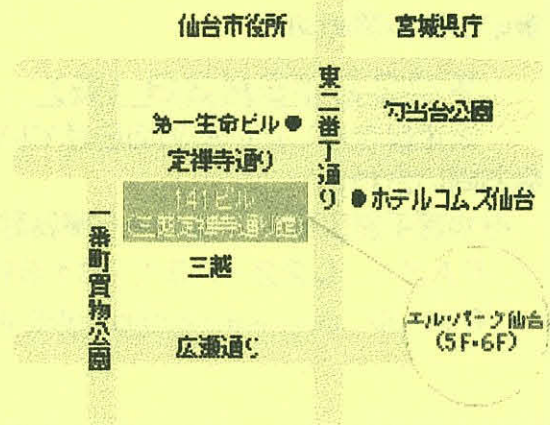 仙台市役所
宮城県庁
東二番丁通り
第一生命ビル
勾当台公園
定禅寺通り
141ビル
(三越定禅寺通り館)
ホテルコムズ仙台
一番町買物公園
三越
エル・パーク仙台
(5F・6F)
広瀬通り